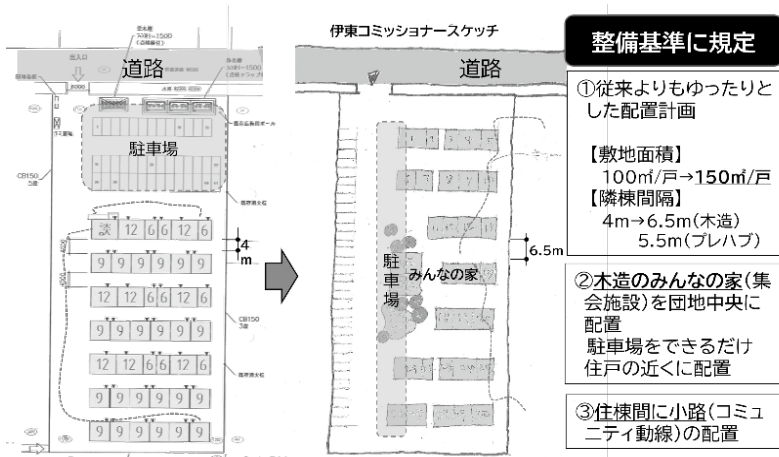 伊東コミッショナースケッチ
整備基準に規定
道路
道路
出入口
駐車場
CB150
5段
談 12 6 6 12 6
9 9 9 9 9 9
12 12 6 6 12 6
9 9 9 9 9 9
12 12 6 6 12 6
9 9 9 9 9 9
9 9 9 9 9 9
4
m
CB150
3段
駐車場
みんなの家
6.5m
①従来よりもゆったりと
した配置計画
【敷地面積】
100㎡/戸→150㎡/戸
【隣棟間隔】
4m→6.5m(木造)
5.5m(プレハブ)
②木造のみんなの家(集
会施設)を団地中央に
配置
駐車場をできるだけ
住戸の近くに配置
③住棟間に小路(コミュ
ニティ動線)の配置